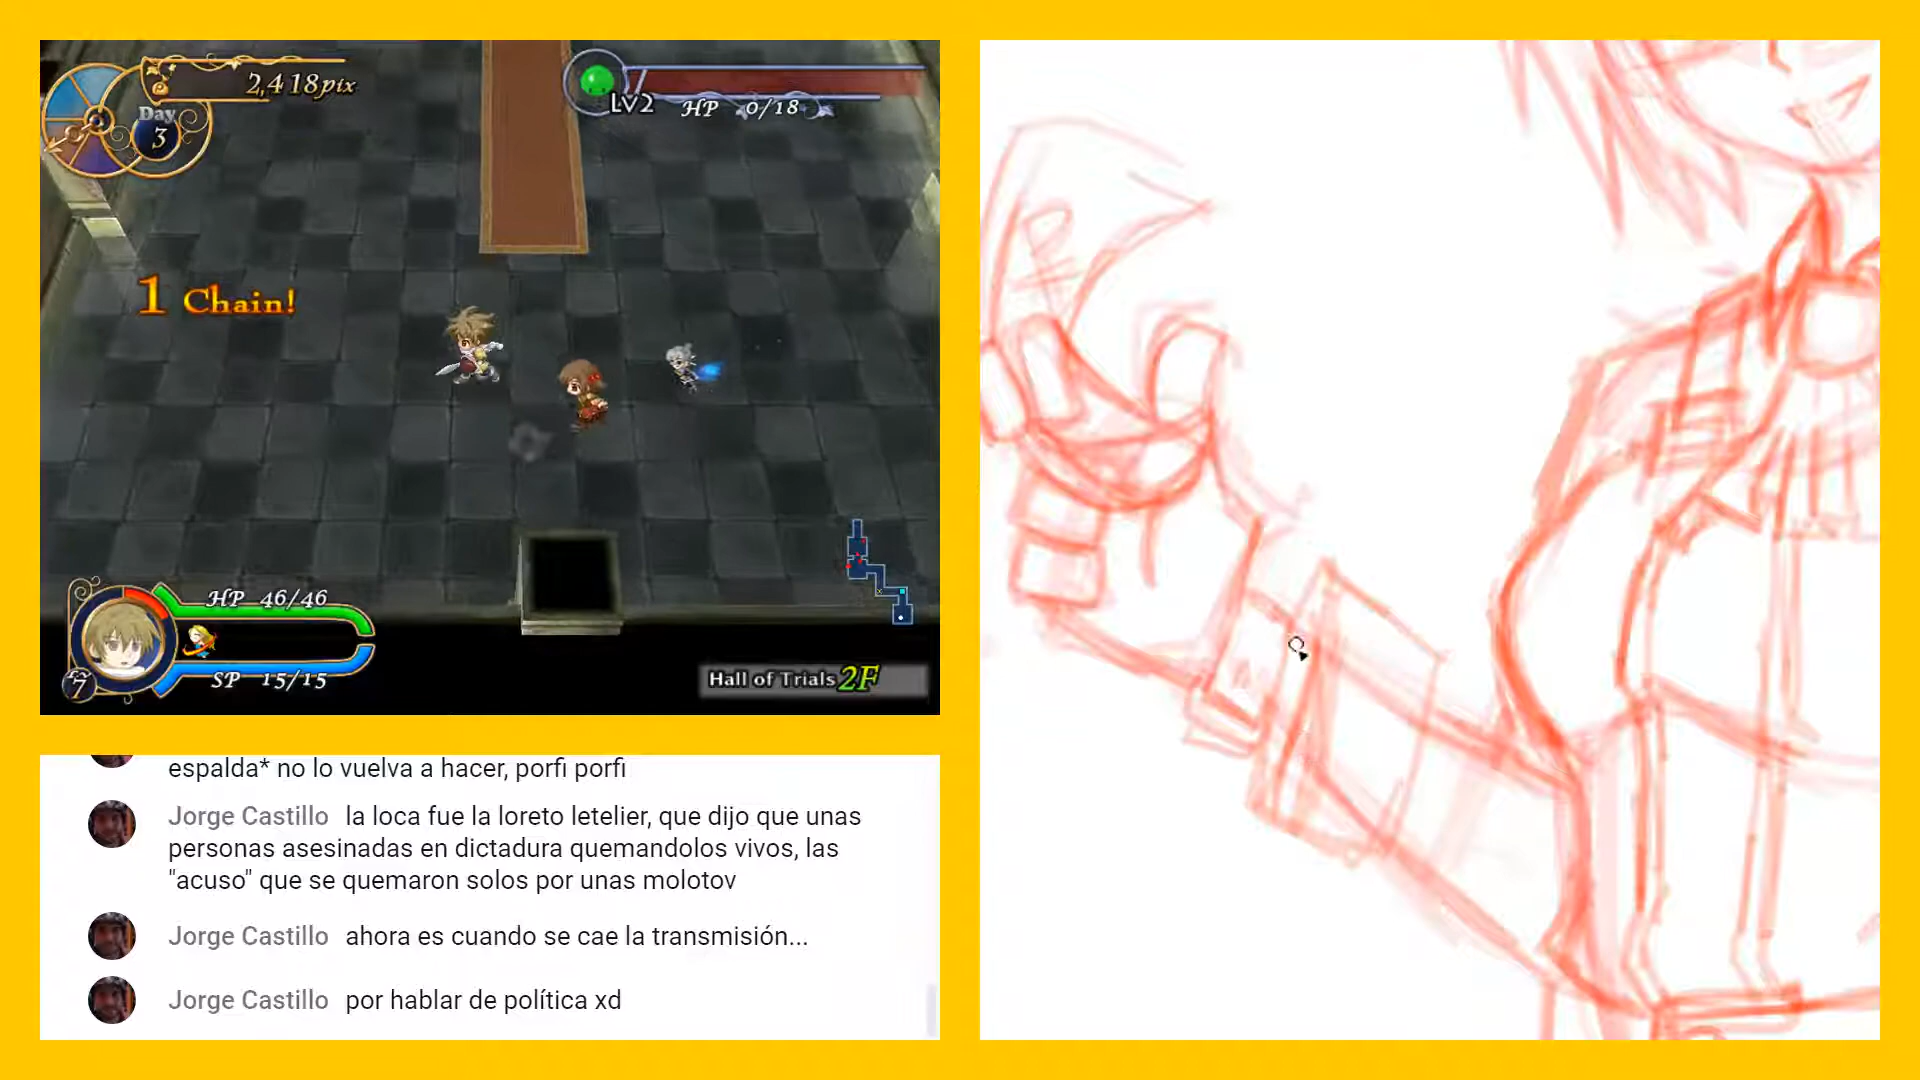 2,418pix
Day
3
LV2 HP 0/18
1 Chain!
HP 46/46
7
SP 15/15
Hall of Trials 2F
espalda* no lo vuelva a hacer, porfi porfi
Jorge Castillo la loca fue la loreto letelier, que dijo que unas
personas asesinadas en dictadura quemandolos vivos, las
"acuso" que se quemaron solos por unas molotov
Jorge Castillo ahora es cuando se cae la transmisión...
Jorge Castillo por hablar de política xd